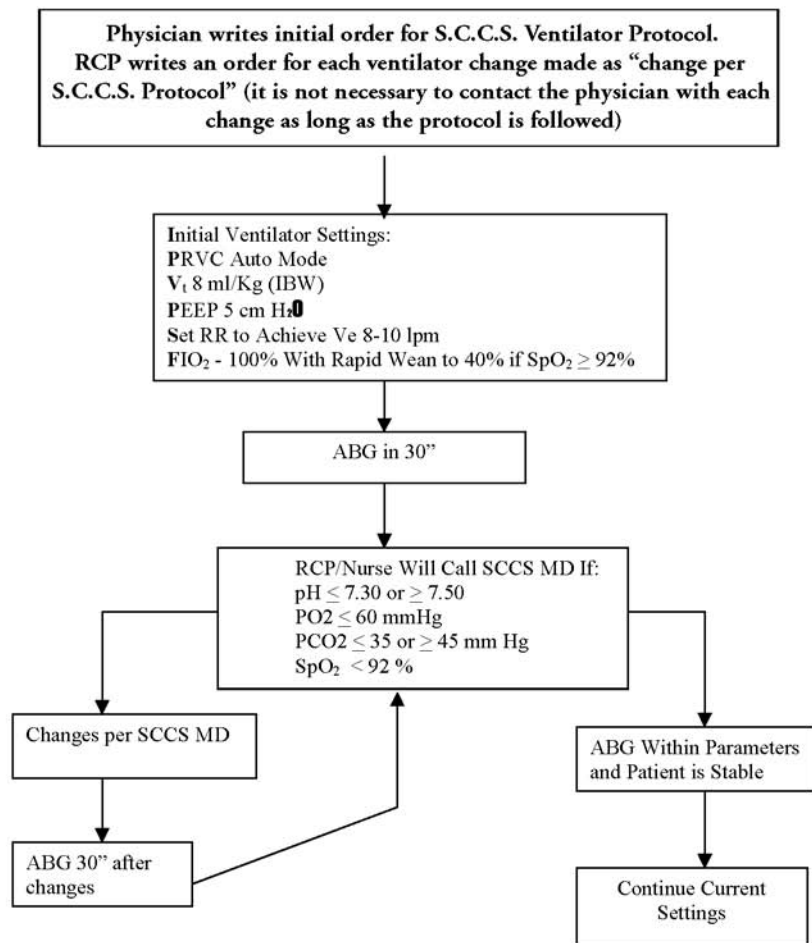 Physician writes initial order for S.C.C.S. Ventilator Protocol.
RCP writes an order for each ventilator change made as “change per
S.C.C.S. Protocol” (it is not necessary to contact the physician with each
change as long as the protocol is followed)
Initial Ventilator Settings:
PRVC Auto Mode
Vt 8 ml/Kg (IBW)
PEEP 5 cm H₂O
Set RR to Achieve Ve 8-10 lpm
FIO₂ - 100% With Rapid Wean to 40% if SpO₂ ≥ 92%
ABG in 30”
RCP/Nurse Will Call SCCS MD If:
pH ≤ 7.30 or ≥ 7.50
PO2 ≤ 60 mmHg
PCO2 ≤ 35 or ≥ 45 mm Hg
SpO₂ < 92 %
Changes per SCCS MD
ABG 30” after
changes
ABG Within Parameters
and Patient is Stable
Continue Current
Settings